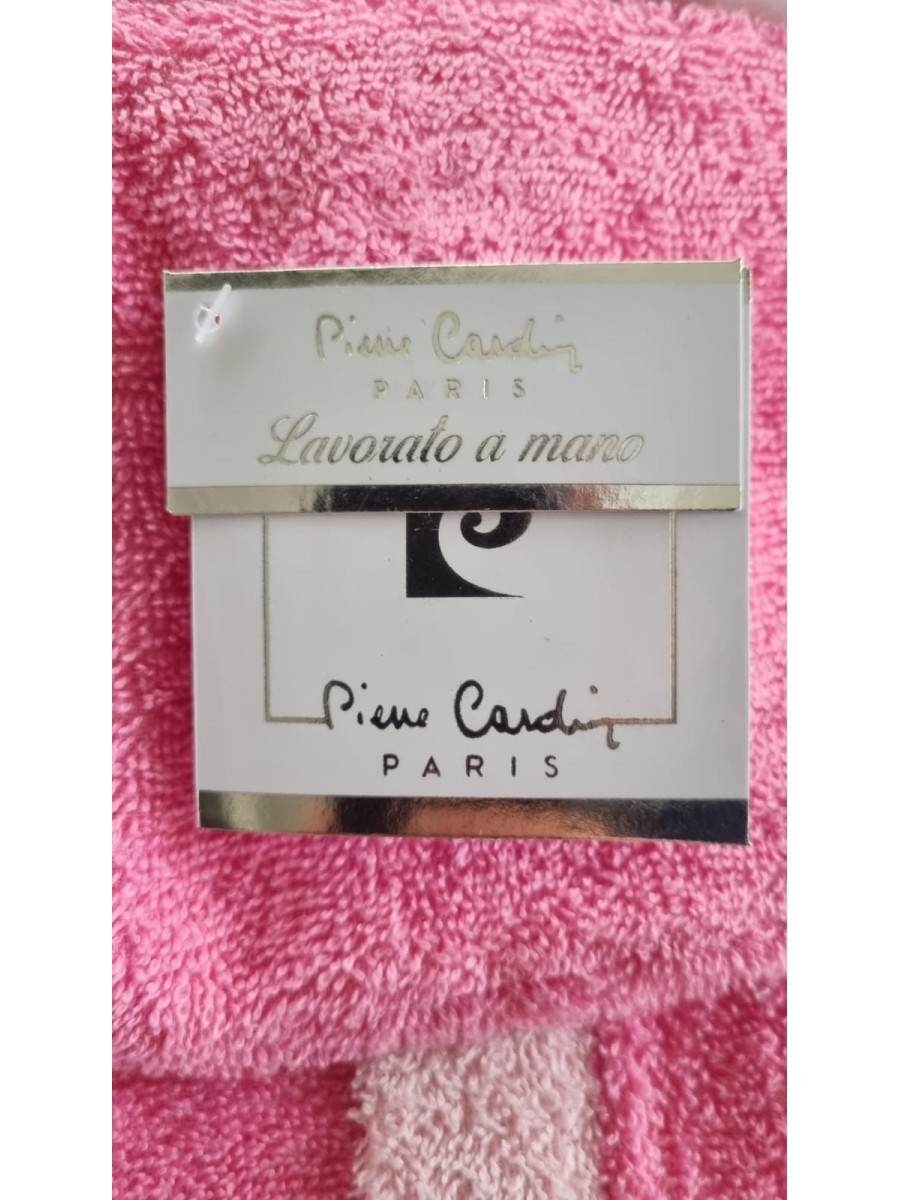 Pierre Cardin
PARIS
Lavorato a mano
Pierre Cardin
PARIS